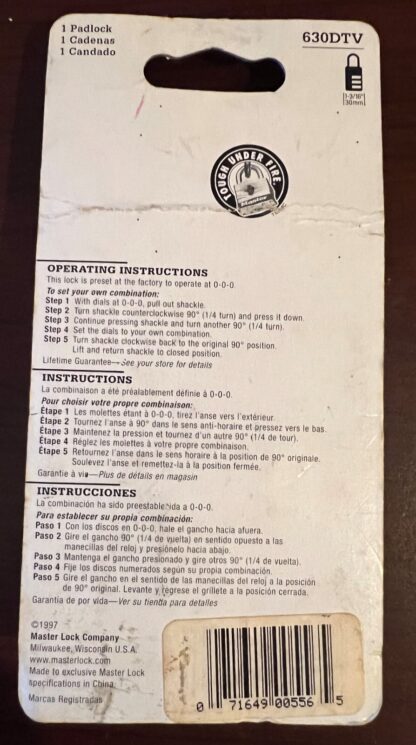 1 Padlock
1 Cadenas
1 Candado
630DTV
1-3/16"
30mm
TOUGH UNDER FIRE.
Master
OPERATING INSTRUCTIONS
This lock is preset at the factory to operate at 0-0-0.
To set your own combination:
Step 1 With dials at 0-0-0, pull out shackle.
Step 2 Turn shackle counterclockwise 90° (1/4 turn) and press it down.
Step 3 Continue pressing shackle and turn another 90° (1/4 turn).
Step 4 Set the dials to your own combination.
Step 5 Turn shackle clockwise back to the original 90° position.
Lift and return shackle to closed position.
Lifetime Guarantee—See your store for details
INSTRUCTIONS
La combinaison a été préalablement définie à 0-0-0.
Pour choisir votre propre combinaison:
Étape 1 Les molettes étant à 0-0-0, tirez l'anse vers l'extérieur.
Étape 2 Tournez l'anse à 90° dans le sens anti-horaire et pressez vers le bas.
Étape 3 Maintenez la pression et tournez d'un autre 90° (1/4 de tour).
Étape 4 Réglez les molettes à votre propre combinaison.
Étape 5 Retournez l'anse dans le sens horaire à la position de 90° originale.
Soulevez l'anse et remettez-la à la position fermée.
Garantie à vie—Plus de détails en magasin
INSTRUCCIONES
La combinación ha sido preestablecida a 0-0-0.
Para establecer su propia combinación:
Paso 1 Con los discos en 0-0-0, hale el gancho hacia afuera.
Paso 2 Gire el gancho 90° (1/4 de vuelta) en sentido opuesto a las
manecillas del reloj y presiónelo hacia abajo.
Paso 3 Mantenga el gancho presionado y gire otros 90° (1/4 de vuelta).
Paso 4 Fije los discos numerados según su propia combinación.
Paso 5 Gire el gancho en el sentido de las manecillas del reloj a la posición
de 90° original. Levante y regrese el grillete a la posición cerrada.
Garantía de por vida—Ver su tienda para detalles
©1997
Master Lock Company
Milwaukee, Wisconsin U.S.A.
www.masterlock.com
Made to exclusive Master Lock
specifications in China.
Marcas Registradas
0 71649 00556 5